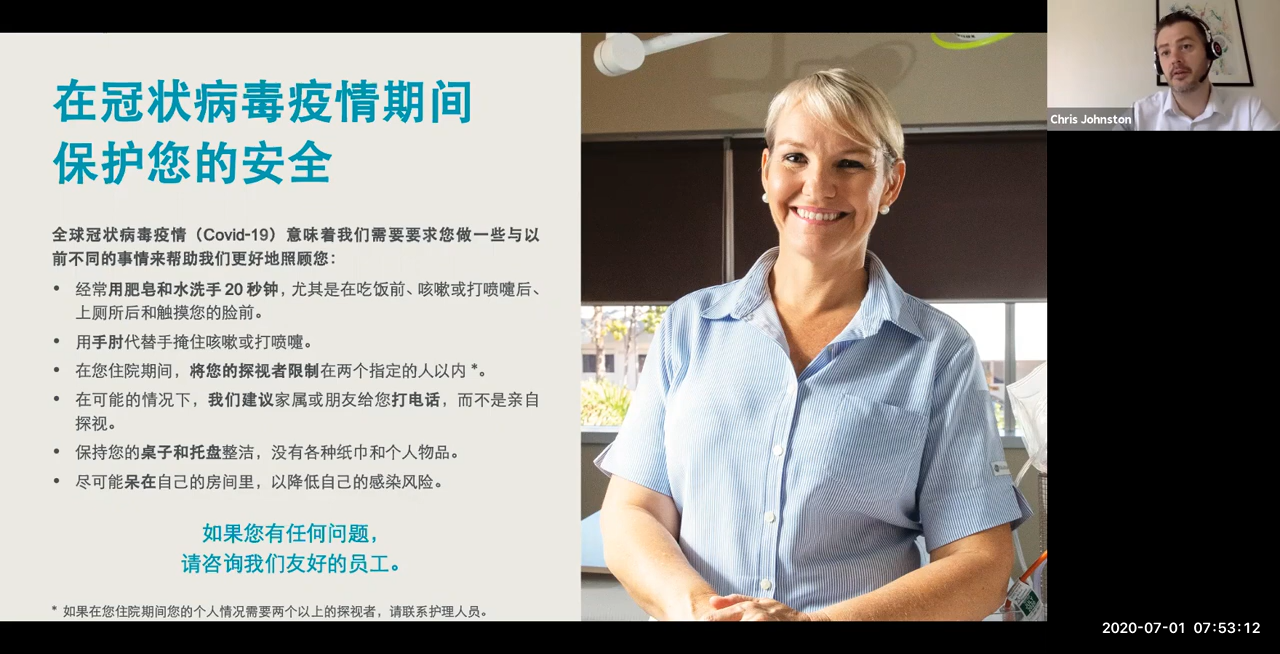 在冠状病毒疫情期间
保护您的安全
全球冠状病毒疫情（Covid-19）意味着我们需要要求您做一些与以
前不同的事情来帮助我们更好地照顾您：
• 经常用肥皂和水洗手 20 秒钟，尤其是在吃饭前、咳嗽或打喷嚏后、
上厕所后和触摸您的脸前。
• 用手肘代替手掩住咳嗽或打喷嚏。
• 在您住院期间，将您的探视者限制在两个指定的人以内 *。
• 在可能的情况下，我们建议家属或朋友给您打电话，而不是亲自
探视。
• 保持您的桌子和托盘整洁，没有各种纸巾和个人物品。
• 尽可能呆在自己的房间里，以降低自己的感染风险。
如果您有任何问题，
请咨询我们友好的员工。
* 如果在您住院期间您的个人情况需要两个以上的探视者，请联系护理人员。
Chris Johnston
2020-07-01 07:53:12